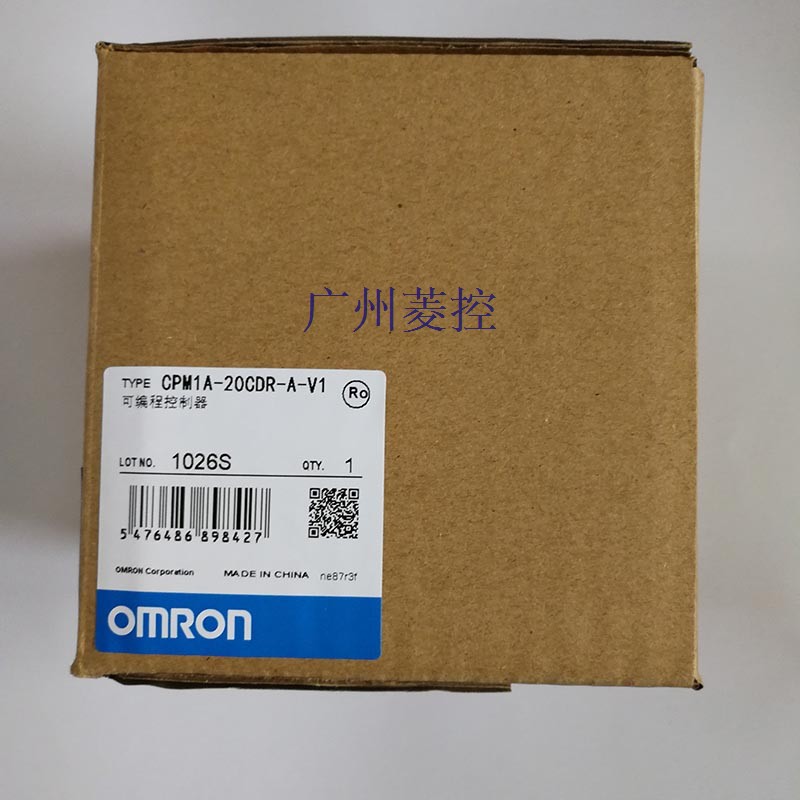 广州菱控
TYPE CPM1A-20CDR-A-V1
Ro
可编程控制器
LOT NO. 1026S QTY. 1
5 476486 898427
OMRON Corporation MADE IN CHINA ne87r3f
OMRON